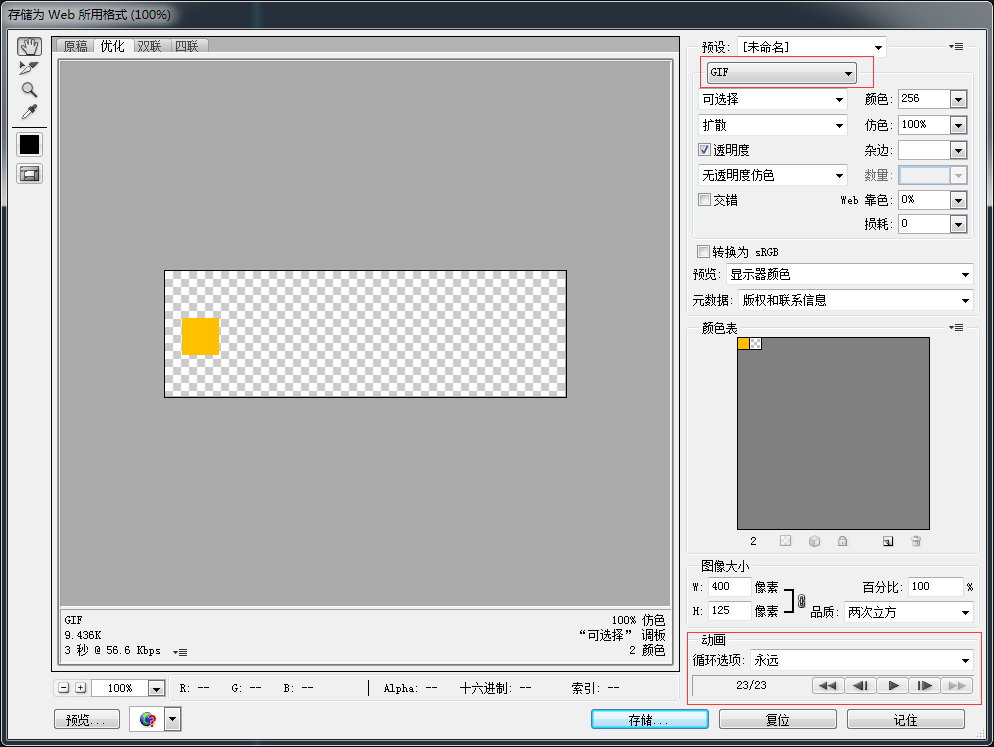 存储为 Web 所用格式 (100%)
原稿 优化 双联 四联
预设: [未命名]
GIF
可选择 颜色: 256
扩散 仿色: 100%
透明度 杂边:
无透明度仿色 数量:
交错 Web 靠色: 0%
损耗: 0
转换为 sRGB
预览: 显示器颜色
元数据: 版权和联系信息
颜色表
2
图像大小
W: 400 像素 百分比: 100 %
H: 125 像素 品质: 两次立方
GIF 100% 仿色
9.436K “可选择” 调板
3 秒 @ 56.6 Kbps 2 颜色
动画
循环选项: 永远
23/23
100% R: -- G: -- B: -- Alpha: -- 十六进制: -- 索引: --
预览... 存储... 复位 记住